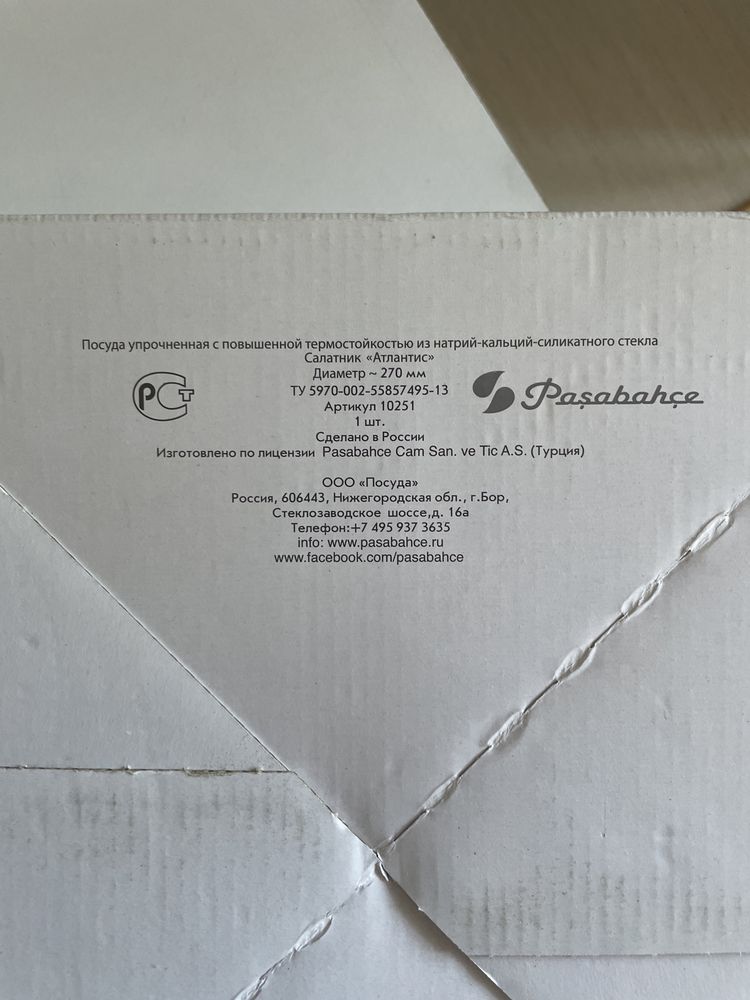 Посуда упрочненная с повышенной термостойкостью из натрий-кальций-силикатного стекла
Салатник «Атлантис»
Диаметр ~ 270 мм
ТУ 5970-002-55857495-13
Артикул 10251
1 шт.
Сделано в России
Изготовлено по лицензии Pasabahce Cam San. ve Tic A.S. (Турция)
РСТ
Paşabahçe
ООО «Посуда»
Россия, 606443, Нижегородская обл., г.Бор,
Стеклозаводское шоссе,д. 16а
Телефон:+7 495 937 3635
info: www.pasabahce.ru
www.facebook.com/pasabahce